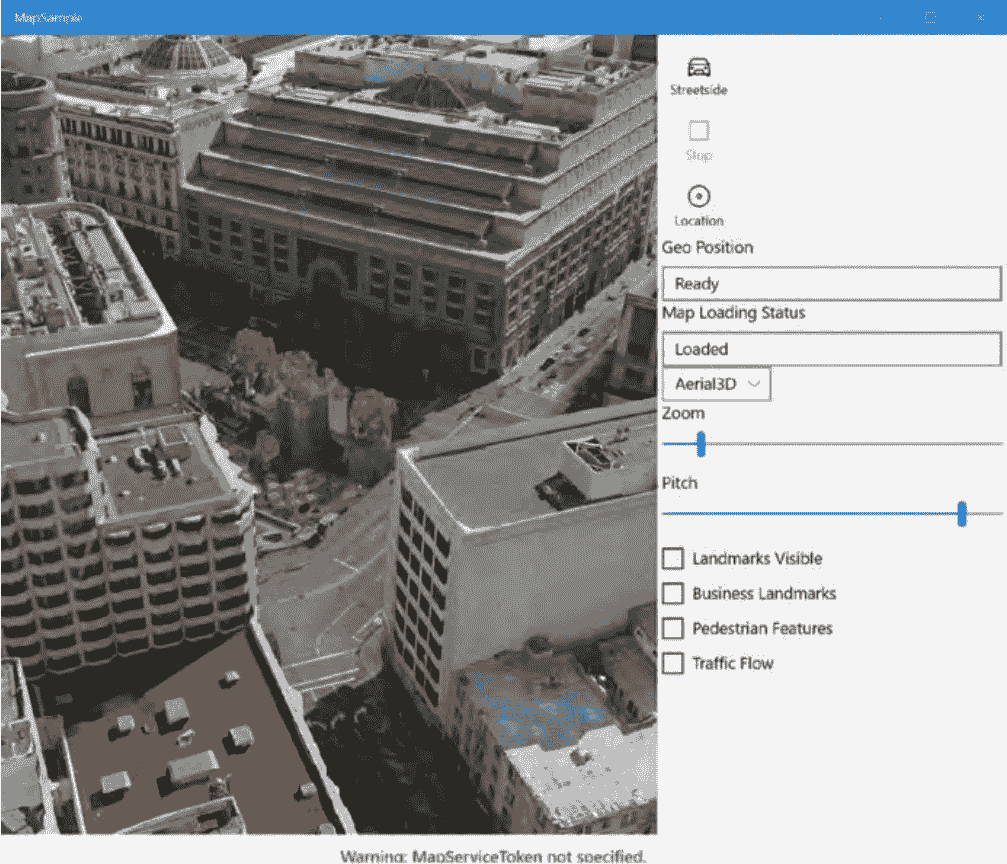 MapSample
Streetside
Stop
Location
Geo Position
Ready
Map Loading Status
Loaded
Aerial3D
Zoom
Pitch
Landmarks Visible
Business Landmarks
Pedestrian Features
Traffic Flow
Warning: MapServiceToken not specified.